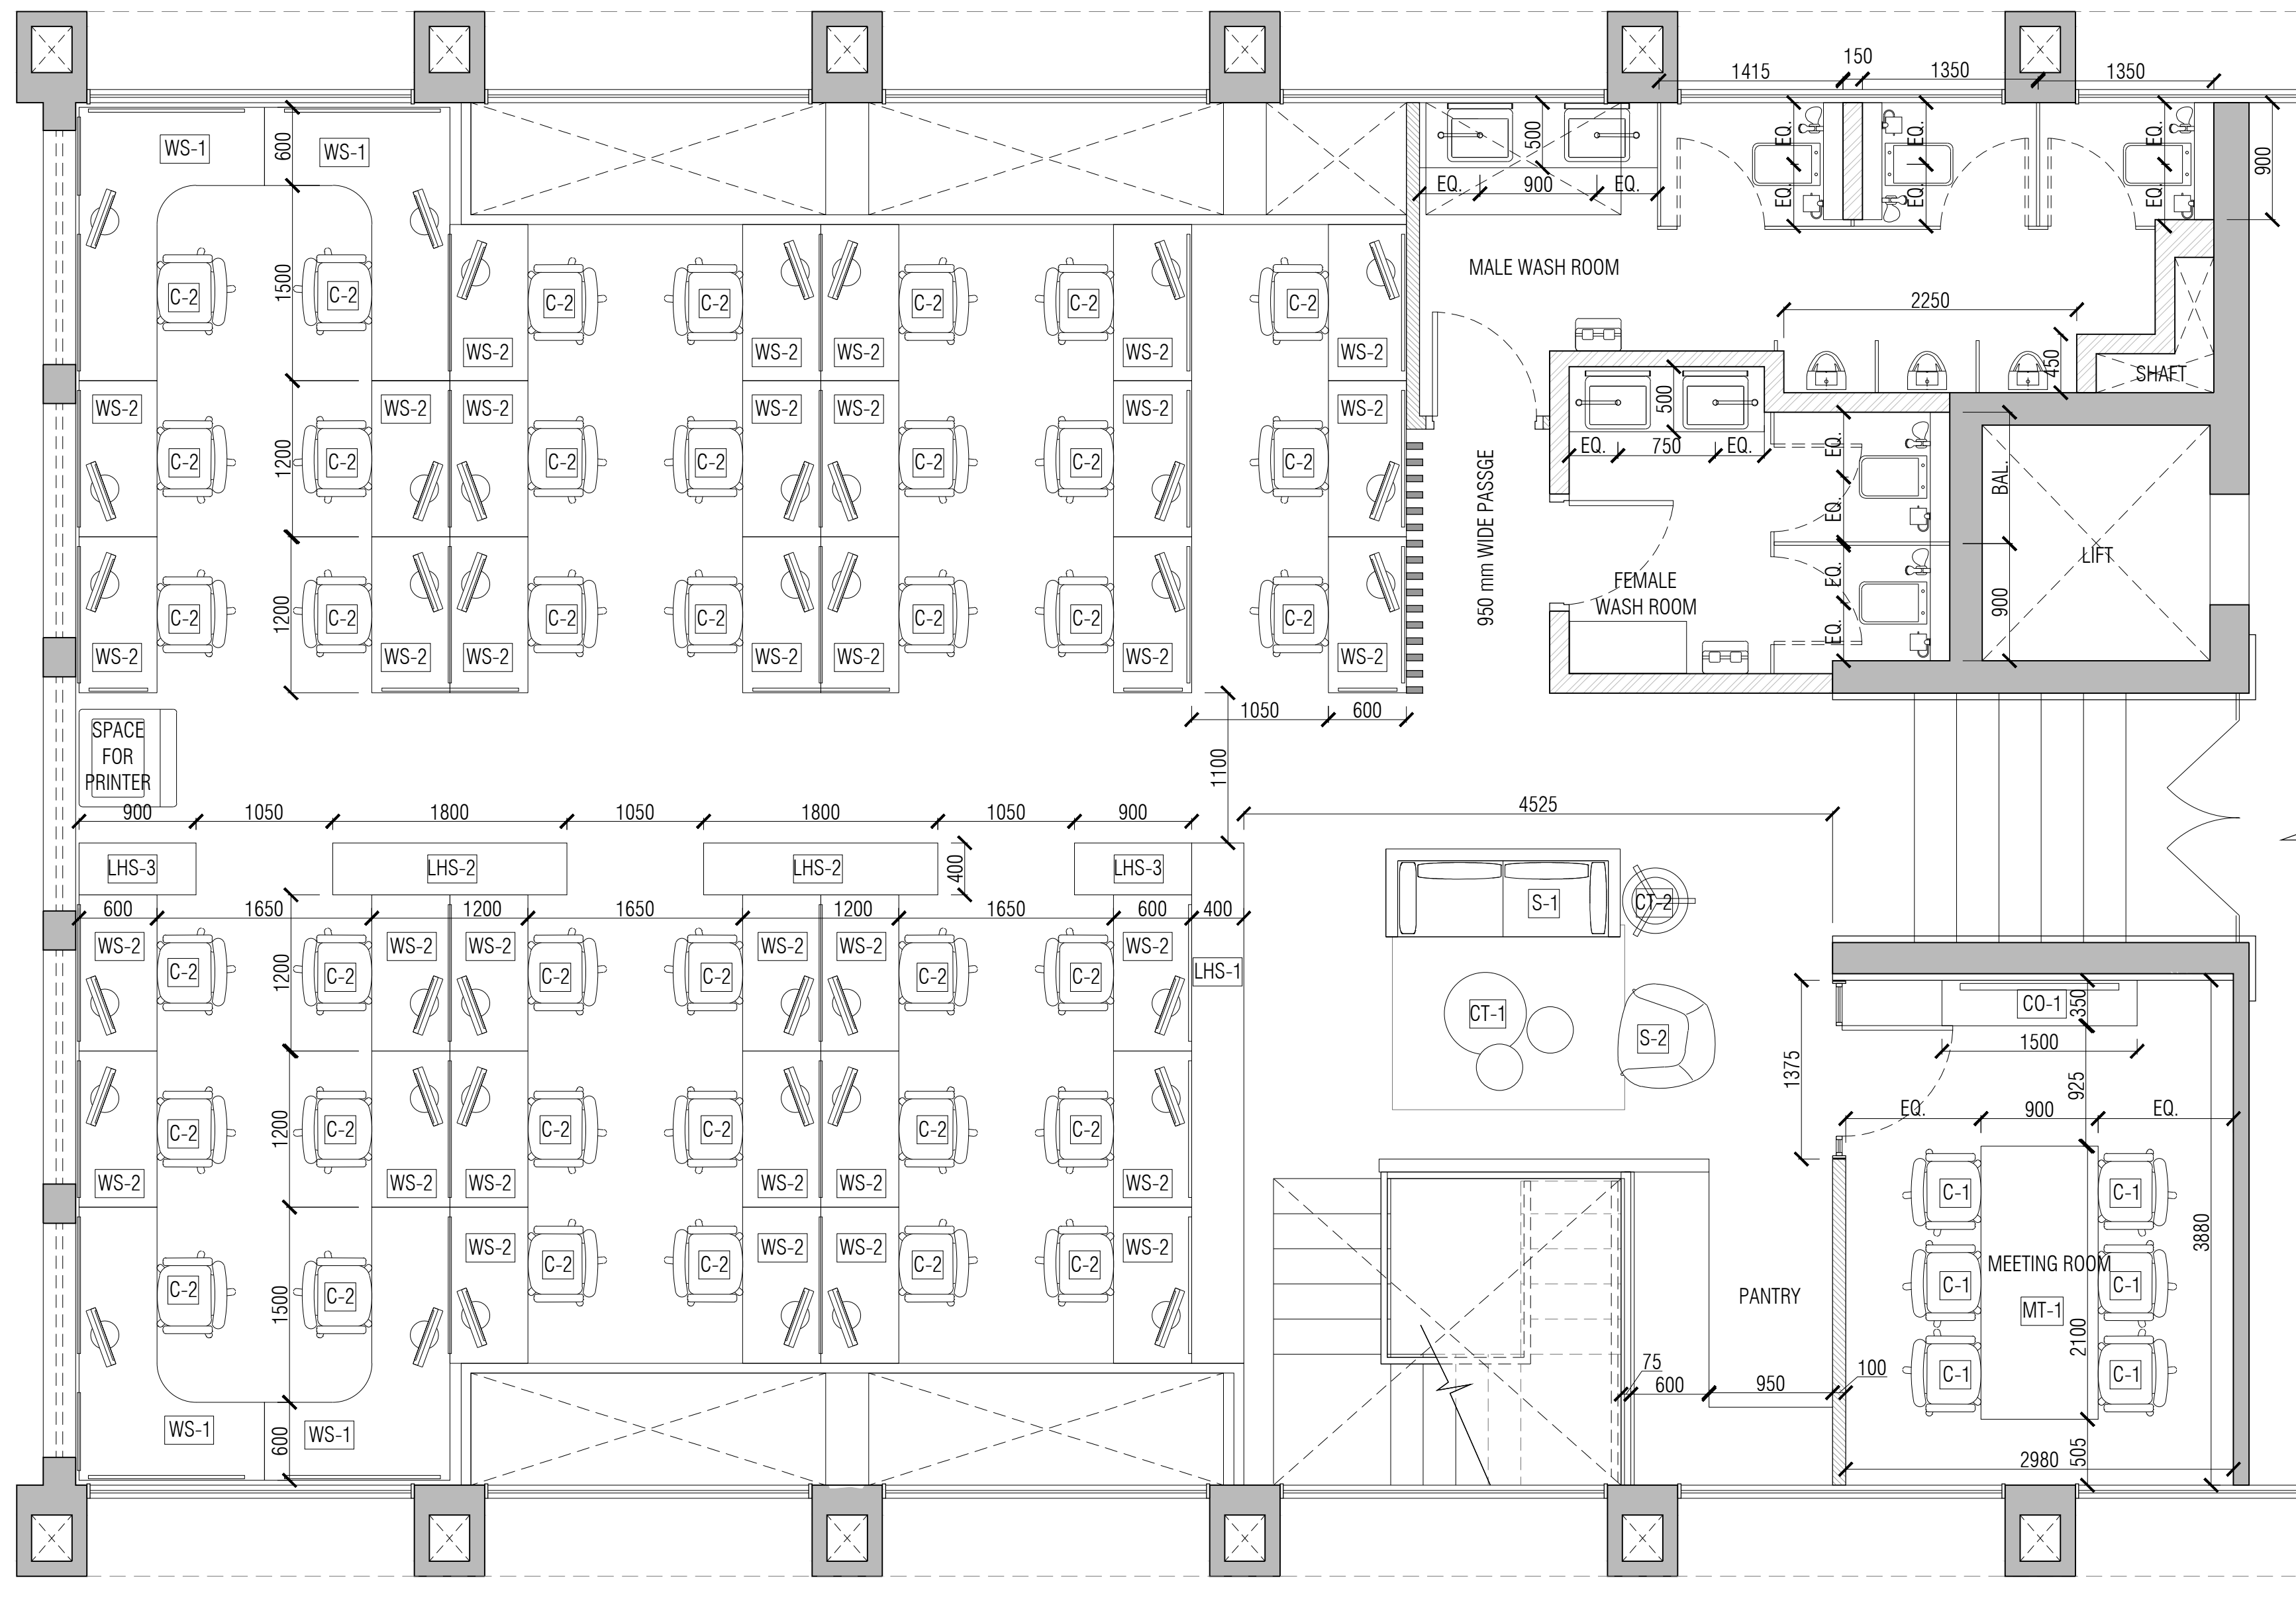 150
1415
1350
1350
WS-1
WS-1
600
500
EQ.
EQ.
EQ.
900
EQ.
900
EQ.
EQ.
EQ.
EQ.
MALE WASH ROOM
C-2
C-2
1500
C-2
C-2
C-2
C-2
C-2
2250
WS-2
WS-2
WS-2
WS-2
WS-2
450
SHAFT
WS-2
WS-2
WS-2
WS-2
WS-2
WS-2
WS-2
500
EQ.
750
EQ.
EQ.
C-2
1200
C-2
C-2
C-2
C-2
C-2
C-2
BAL.
EQ.
950 mm WIDE PASSGE
LIFT
FEMALE
WASH ROOM
EQ.
900
EQ.
C-2
1200
C-2
C-2
C-2
C-2
C-2
C-2
WS-2
WS-2
WS-2
WS-2
WS-2
WS-2
WS-2
1050
600
SPACE
FOR
PRINTER
1100
900
1050
1800
1050
1800
1050
900
4525
LHS-3
LHS-2
LHS-2
400
LHS-3
600
1650
1200
1650
1200
1650
600
400
S-1
CT-2
WS-2
WS-2
WS-2
WS-2
WS-2
WS-2
C-2
1200
C-2
C-2
C-2
C-2
C-2
LHS-1
CT-1
S-2
CO-1
350
1500
1375
925
EQ.
900
EQ.
C-2
1200
C-2
C-2
C-2
C-2
C-2
WS-2
WS-2
WS-2
WS-2
WS-2
WS-2
C-1
C-1
3880
WS-2
WS-2
WS-2
WS-2
MEETING ROOM
C-2
1500
C-2
C-2
C-2
C-2
C-2
C-1
C-1
PANTRY
MT-1
2100
75
600
950
100
C-1
C-1
WS-1
600
WS-1
2980
505